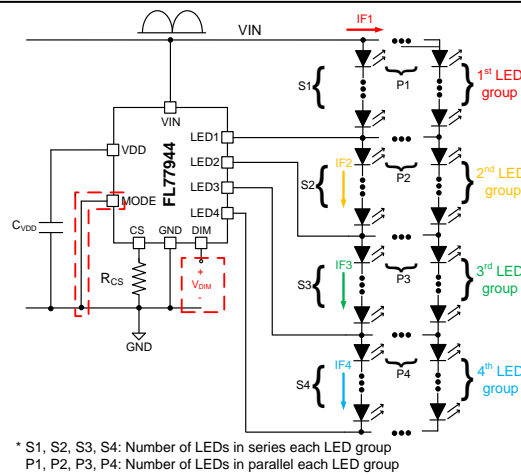 VIN
IF1
S1
P1
1st LED
group
VIN
FL77944
LED1
LED2
LED3
LED4
VDD
MODE
CS
GND
DIM
CVDD
RCS
+
VDIM
-
GND
IF2
S2
P2
2nd LED
group
IF3
S3
P3
3rd LED
group
IF4
S4
P4
4th LED
group
* S1, S2, S3, S4: Number of LEDs in series each LED group
P1, P2, P3, P4: Number of LEDs in parallel each LED group